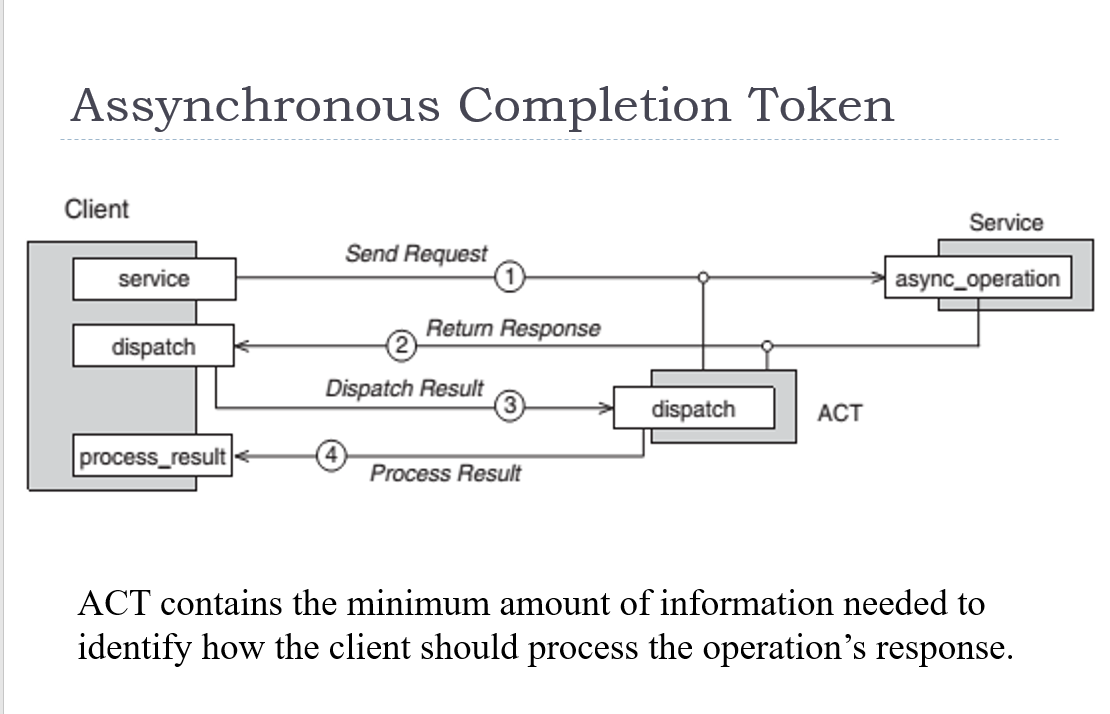 Assynchronous Completion Token
Client
Service
Send Request
1
service
async_operation
Return Response
2
dispatch
Dispatch Result
3
dispatch
ACT
process_result
4
Process Result
ACT contains the minimum amount of information needed to
identify how the client should process the operation’s response.